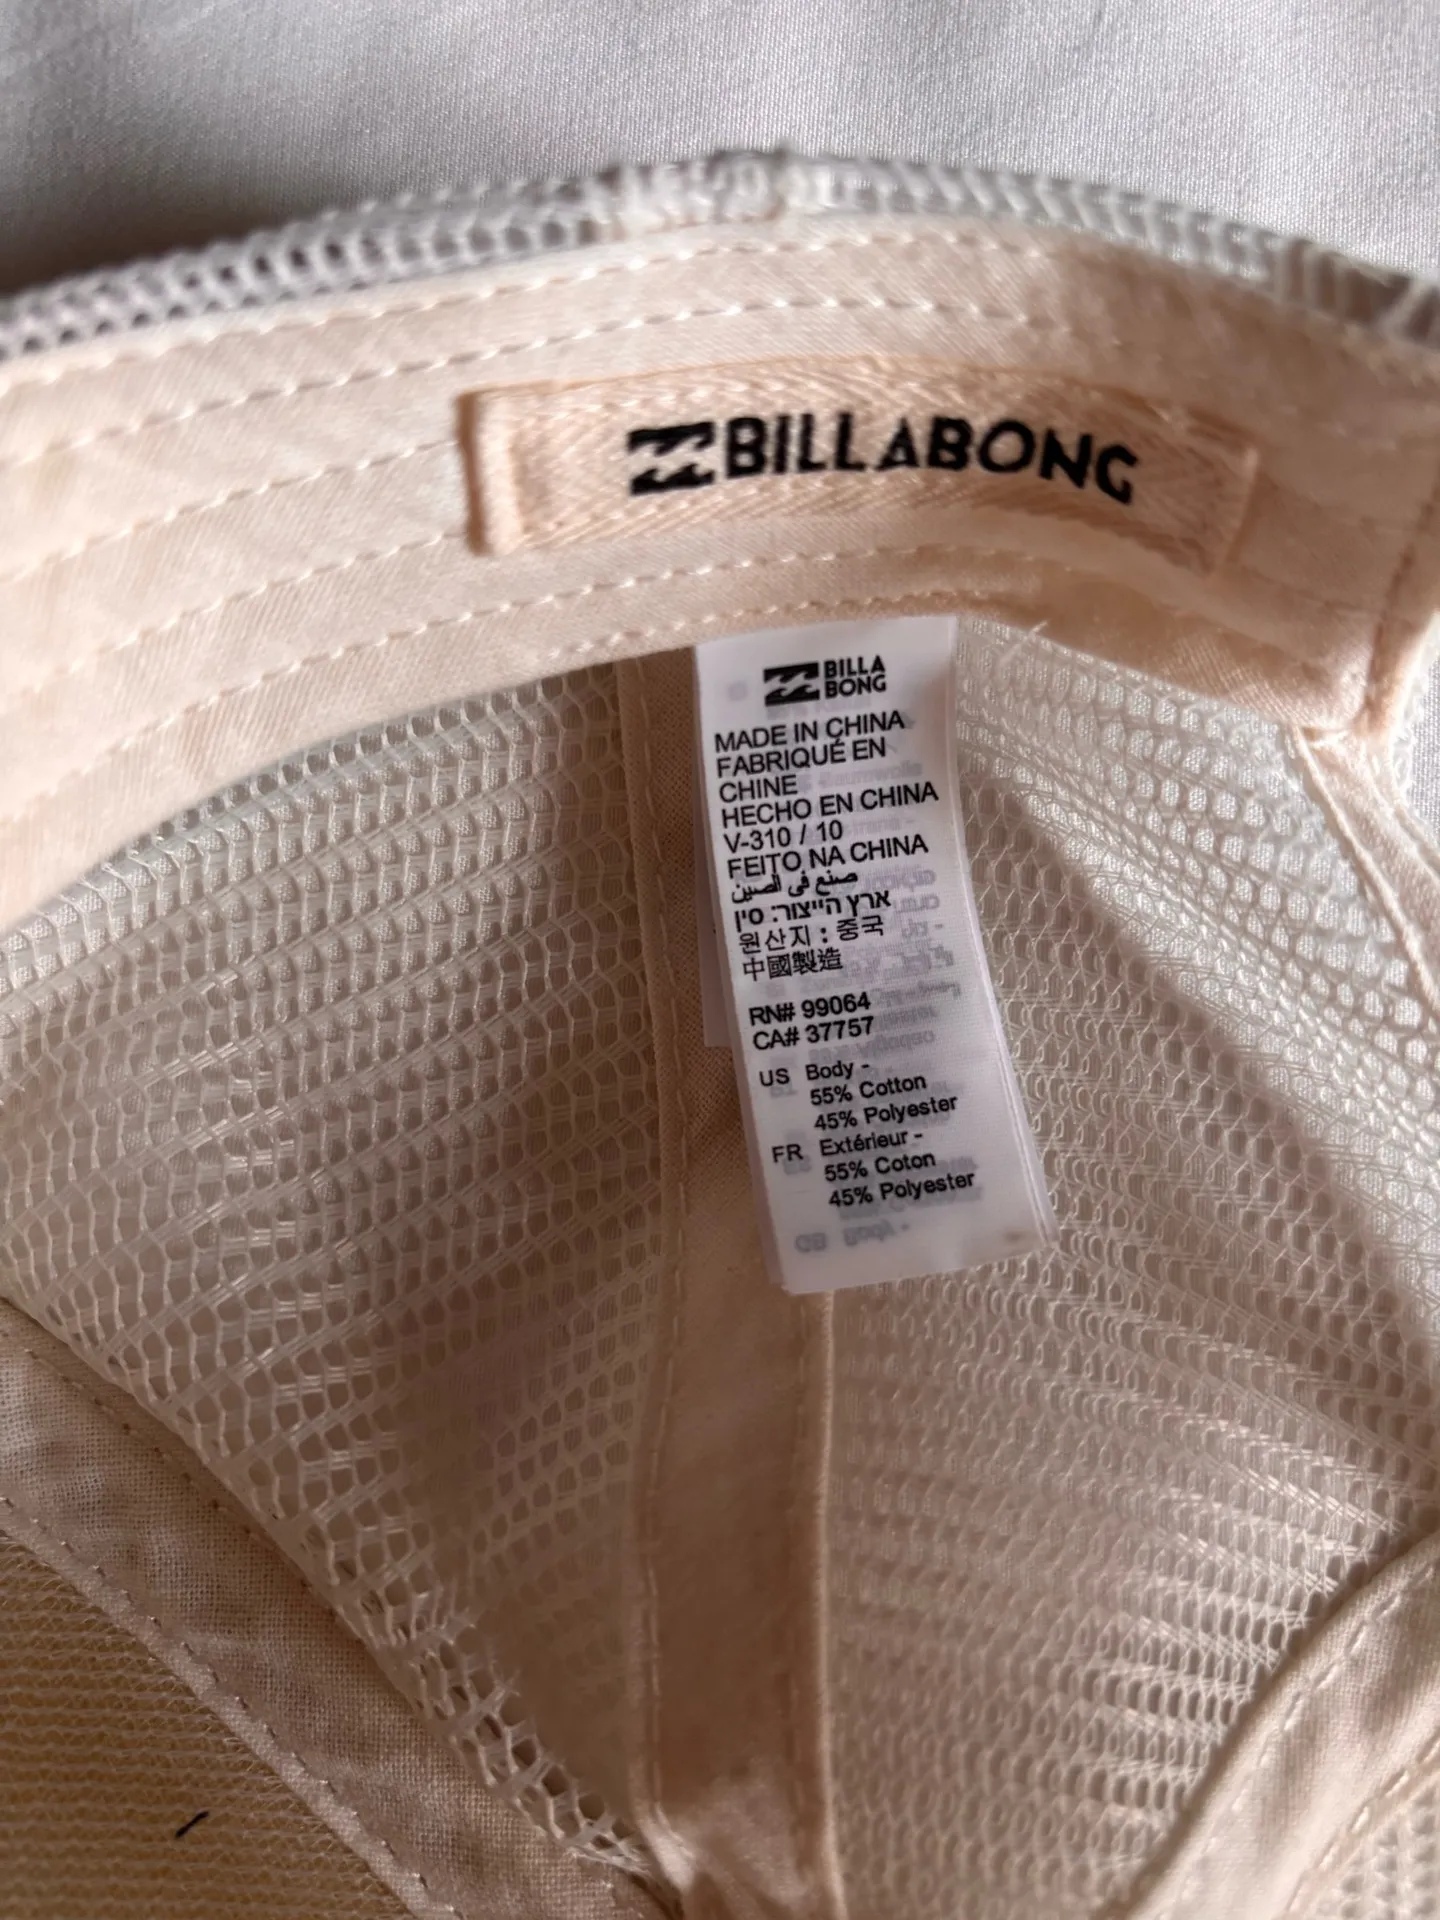 BILLABONG
BILLA
BONG
MADE IN CHINA
FABRIQUÉ EN
CHINE
HECHO EN CHINA
V-310 / 10
FEITO NA CHINA
صنع في الصين
ארץ הייצור: סין
원산지 : 중국
中國製造
RN# 99064
CA# 37757
US Body -
55% Cotton
45% Polyester
FR Extérieur -
55% Coton
45% Polyester
GB Body -